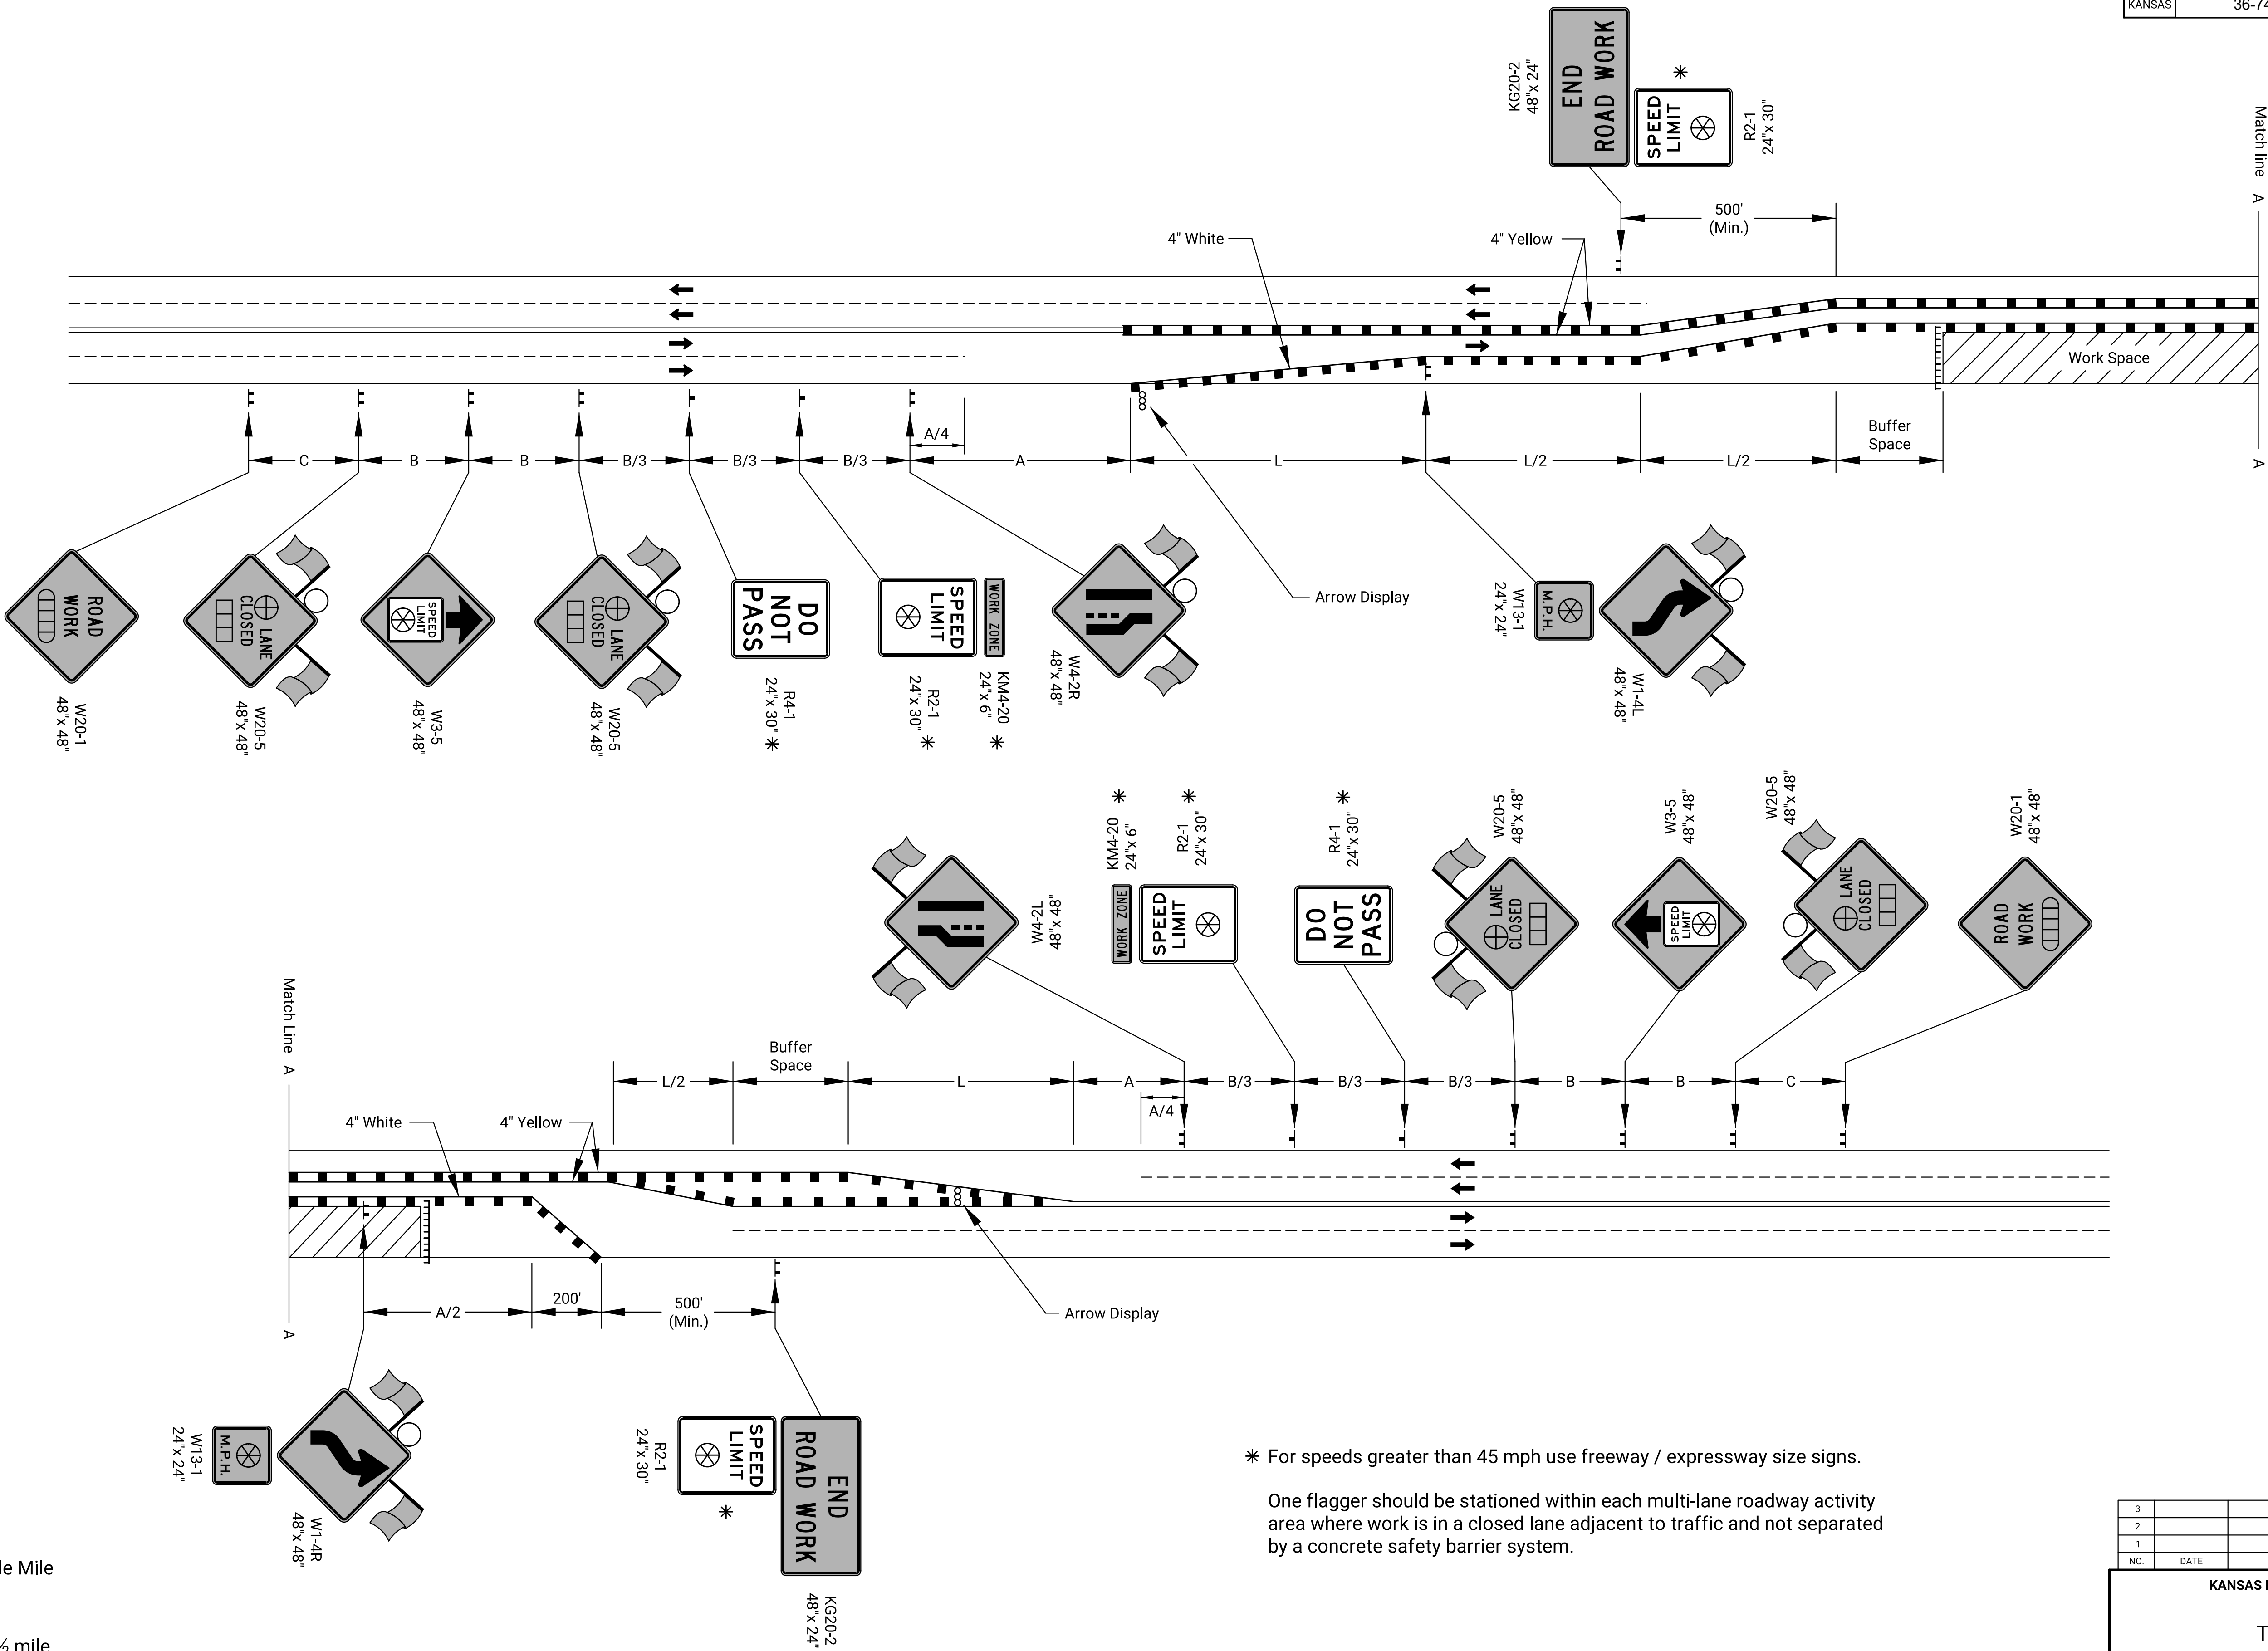 KANSAS
END
ROAD WORK
KG20-2
48"x 24"
SPEED
LIMIT
R2-1
24"x 30"
*
Match line A
A
500'
(Min.)
4" White
4" Yellow
Work Space
Buffer
Space
C
B
B
B/3
B/3
B/3
A/4
A
L
L/2
L/2
Arrow Display
ROAD
WORK
W20-1
48"x 48"
LANE
CLOSED
W20-5
48"x 48"
SPEED
LIMIT
W3-5
48"x 48"
LANE
CLOSED
W20-5
48"x 48"
DO
NOT
PASS
R4-1
24"x 30" *
WORK ZONE
SPEED
LIMIT
KM4-20
24"x 6" *
R2-1
24"x 30" *
W4-2R
48"x 48"
M.P.H.
W13-1
24"x 24"
W1-4L
48"x 48"
W4-2L
48"x 48"
KM4-20 *
24"x 6"
WORK ZONE
R2-1 *
24"x 30"
SPEED
LIMIT
R4-1 *
24"x 30"
DO
NOT
PASS
W20-5
48"x 48"
LANE
CLOSED
W3-5
48"x 48"
SPEED
LIMIT
W20-5
48"x 48"
LANE
CLOSED
W20-1
48"x 48"
ROAD
WORK
Match Line A
A
L/2
Buffer
Space
L
A
A/4
B/3
B/3
B/3
B
B
C
4" White
4" Yellow
A/2
200'
500'
(Min.)
Arrow Display
M.P.H.
W13-1
24"x 24"
W1-4R
48"x 48"
SPEED
LIMIT
R2-1
24"x 30"
*
END
ROAD WORK
KG20-2
48"x 24"
* For speeds greater than 45 mph use freeway / expressway size signs.
One flagger should be stationed within each multi-lane roadway activity
area where work is in a closed lane adjacent to traffic and not separated
by a concrete safety barrier system.
Mile
½ mile
3
2
1
NO. DATE
KANSAS